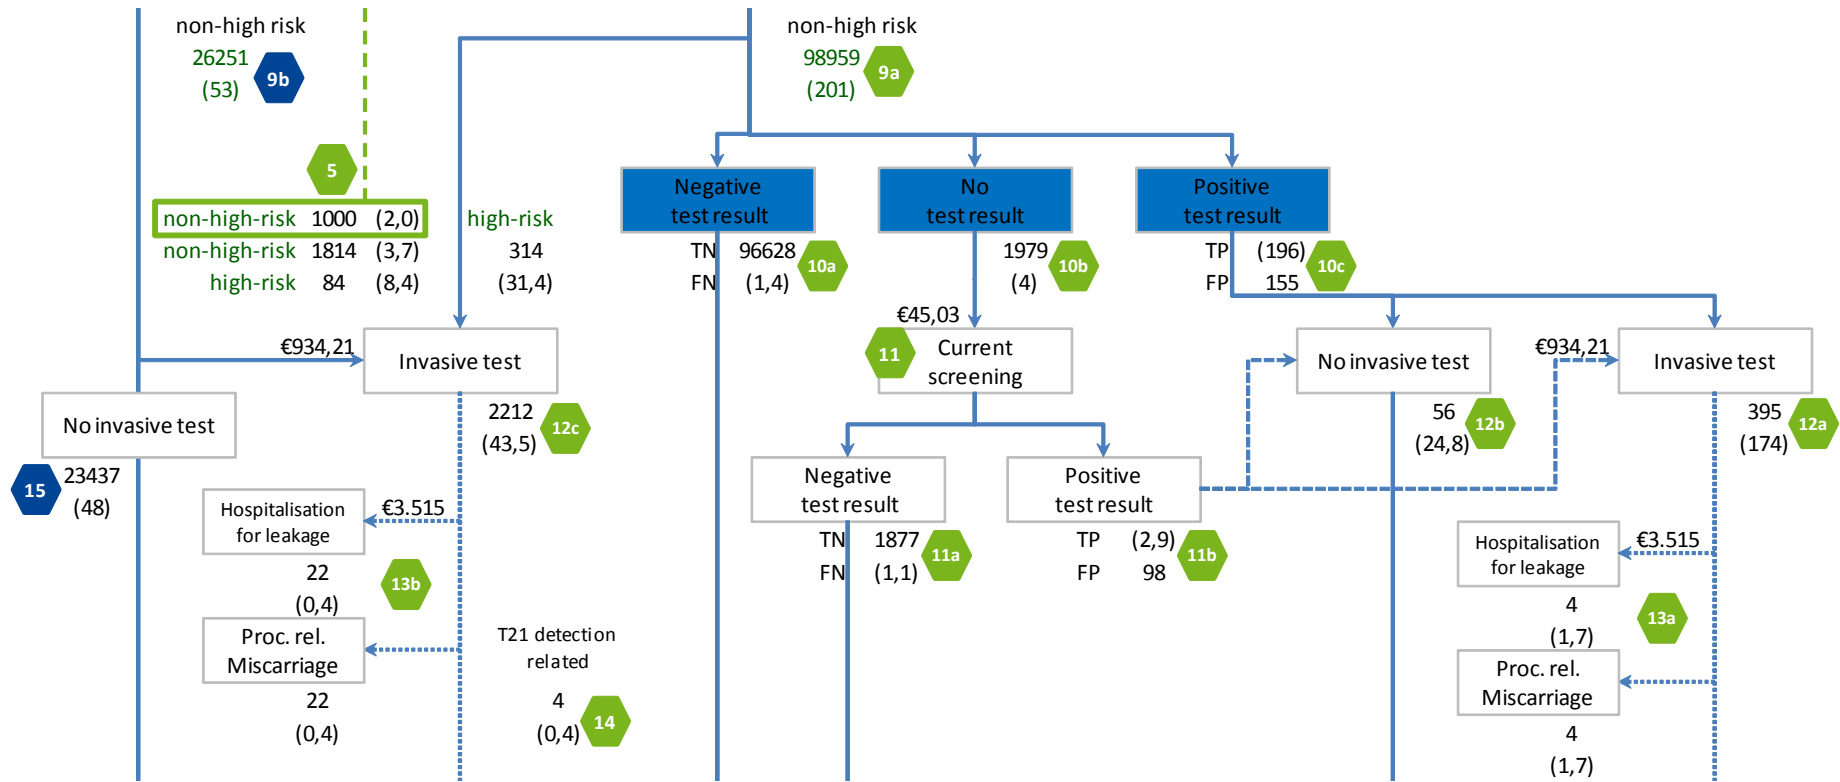 non-high risk
26251
(53)
9b
non-high risk
98959
(201)
9a
5
non-high-risk 1000 (2,0)
non-high-risk 1814 (3,7)
high-risk 84 (8,4)
high-risk
314
(31,4)
Negative
test result
TN 96628
FN (1,4)
10a
No
test result
1979
(4)
10b
Positive
test result
TP (196)
FP 155
10c
€934,21
Invasive test
2212
(43,5)
12c
€45,03
11
Current
screening
No invasive test
56
(24,8)
12b
€934,21
Invasive test
395
(174)
12a
No invasive test
15
23437
(48)
Negative
test result
TN 1877
FN (1,1)
11a
Positive
test result
TP (2,9)
FP 98
11b
Hospitalisation
for leakage
€3.515
22
(0,4)
13b
Proc. rel.
Miscarriage
22
(0,4)
T21 detection
related
4
(0,4)
14
Hospitalisation
for leakage
€3.515
4
(1,7)
13a
Proc. rel.
Miscarriage
4
(1,7)